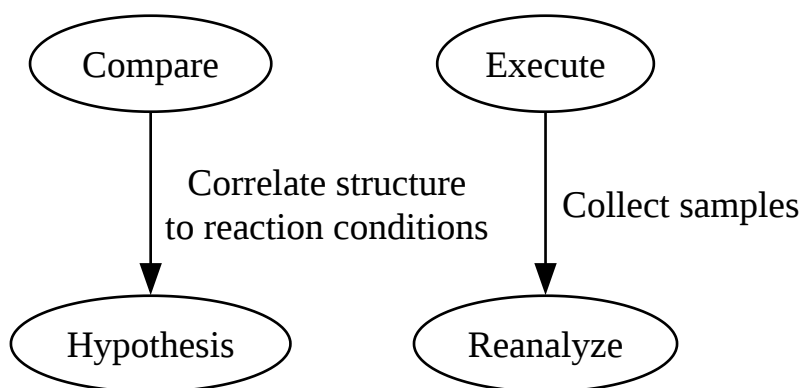 Compare
Execute
Correlate structure
to reaction conditions
Collect samples
Hypothesis
Reanalyze